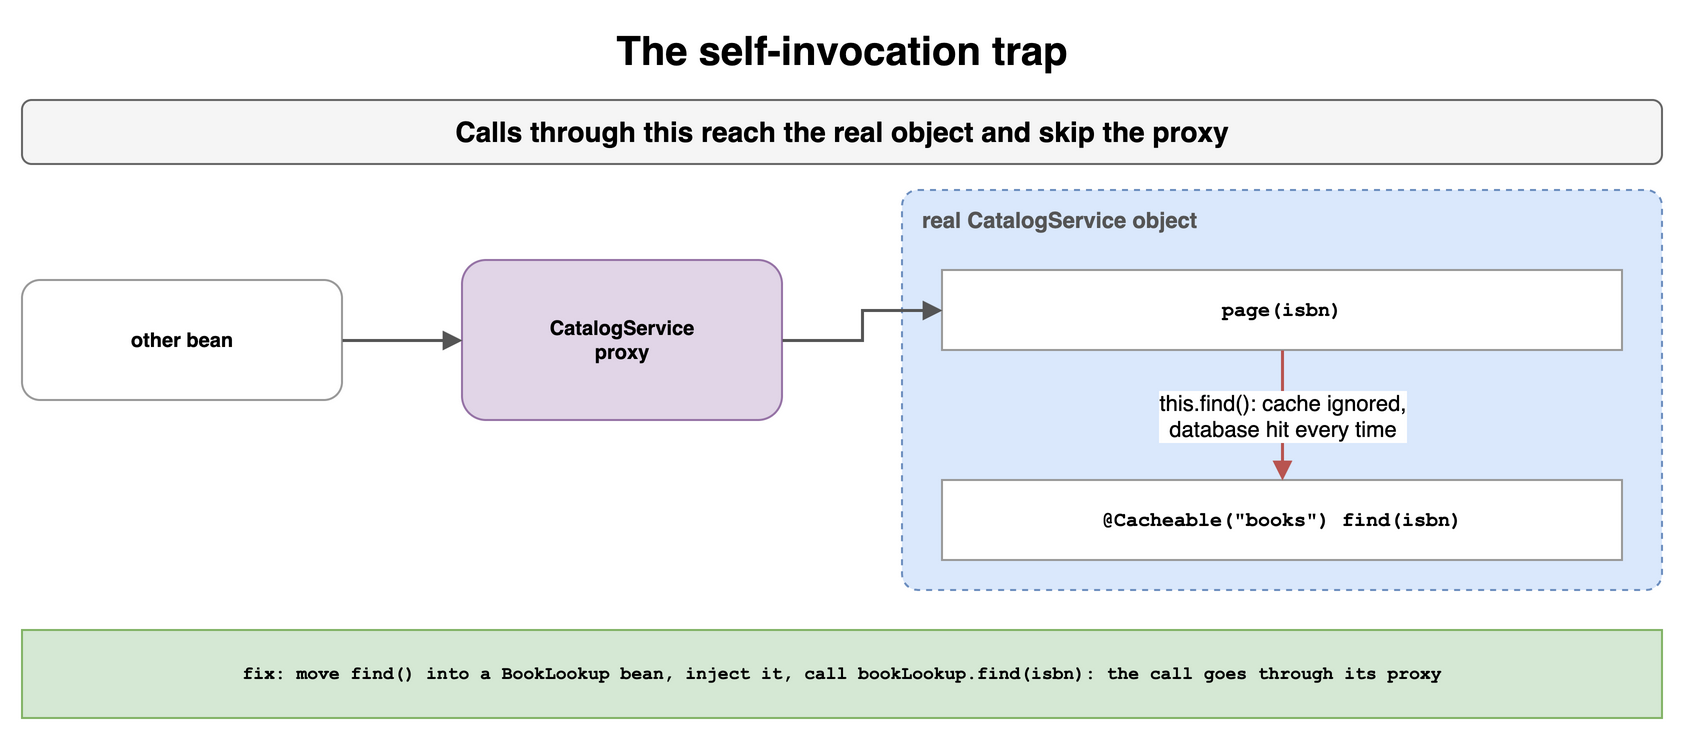 The self-invocation trap
Calls through this reach the real object and skip the proxy
real CatalogService object
other bean
CatalogService
proxy
page(isbn)
this.find(): cache ignored,
database hit every time
@Cacheable("books") find(isbn)
fix: move find() into a BookLookup bean, inject it, call bookLookup.find(isbn): the call goes through its proxy